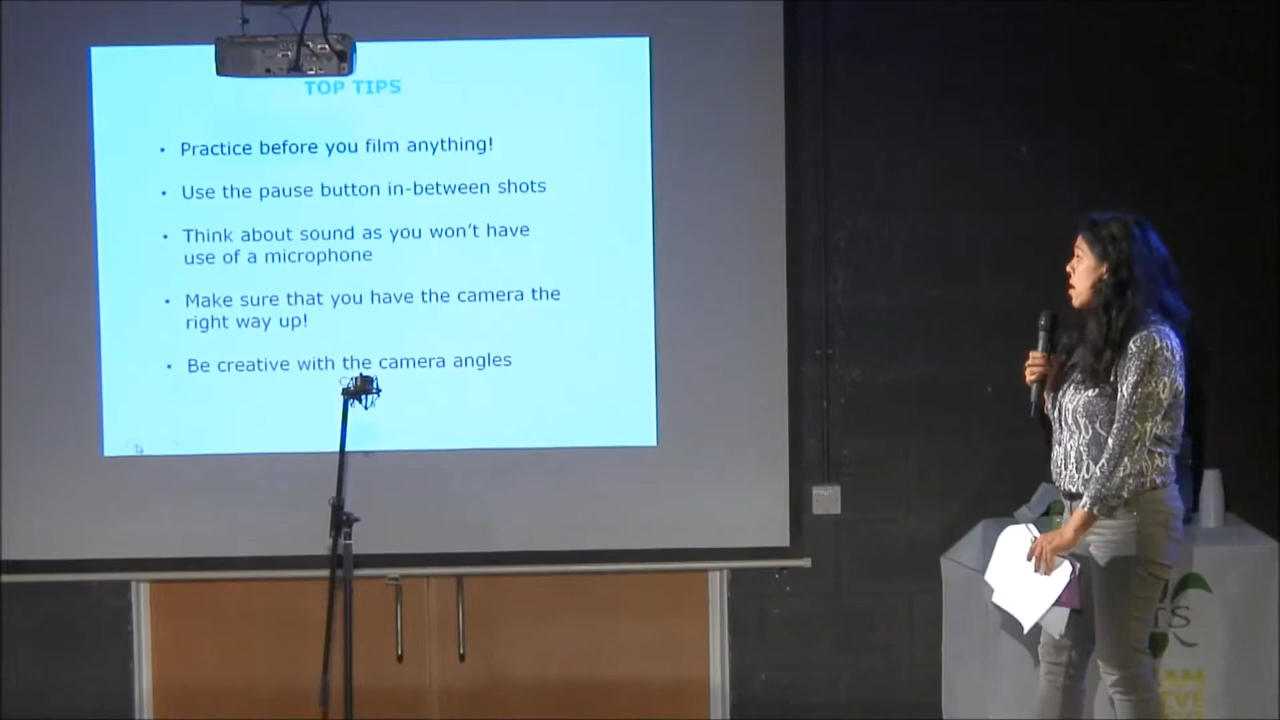 TOP TIPS
• Practice before you film anything!
• Use the pause button in-between shots
• Think about sound as you won't have
use of a microphone
• Make sure that you have the camera the
right way up!
• Be creative with the camera angles